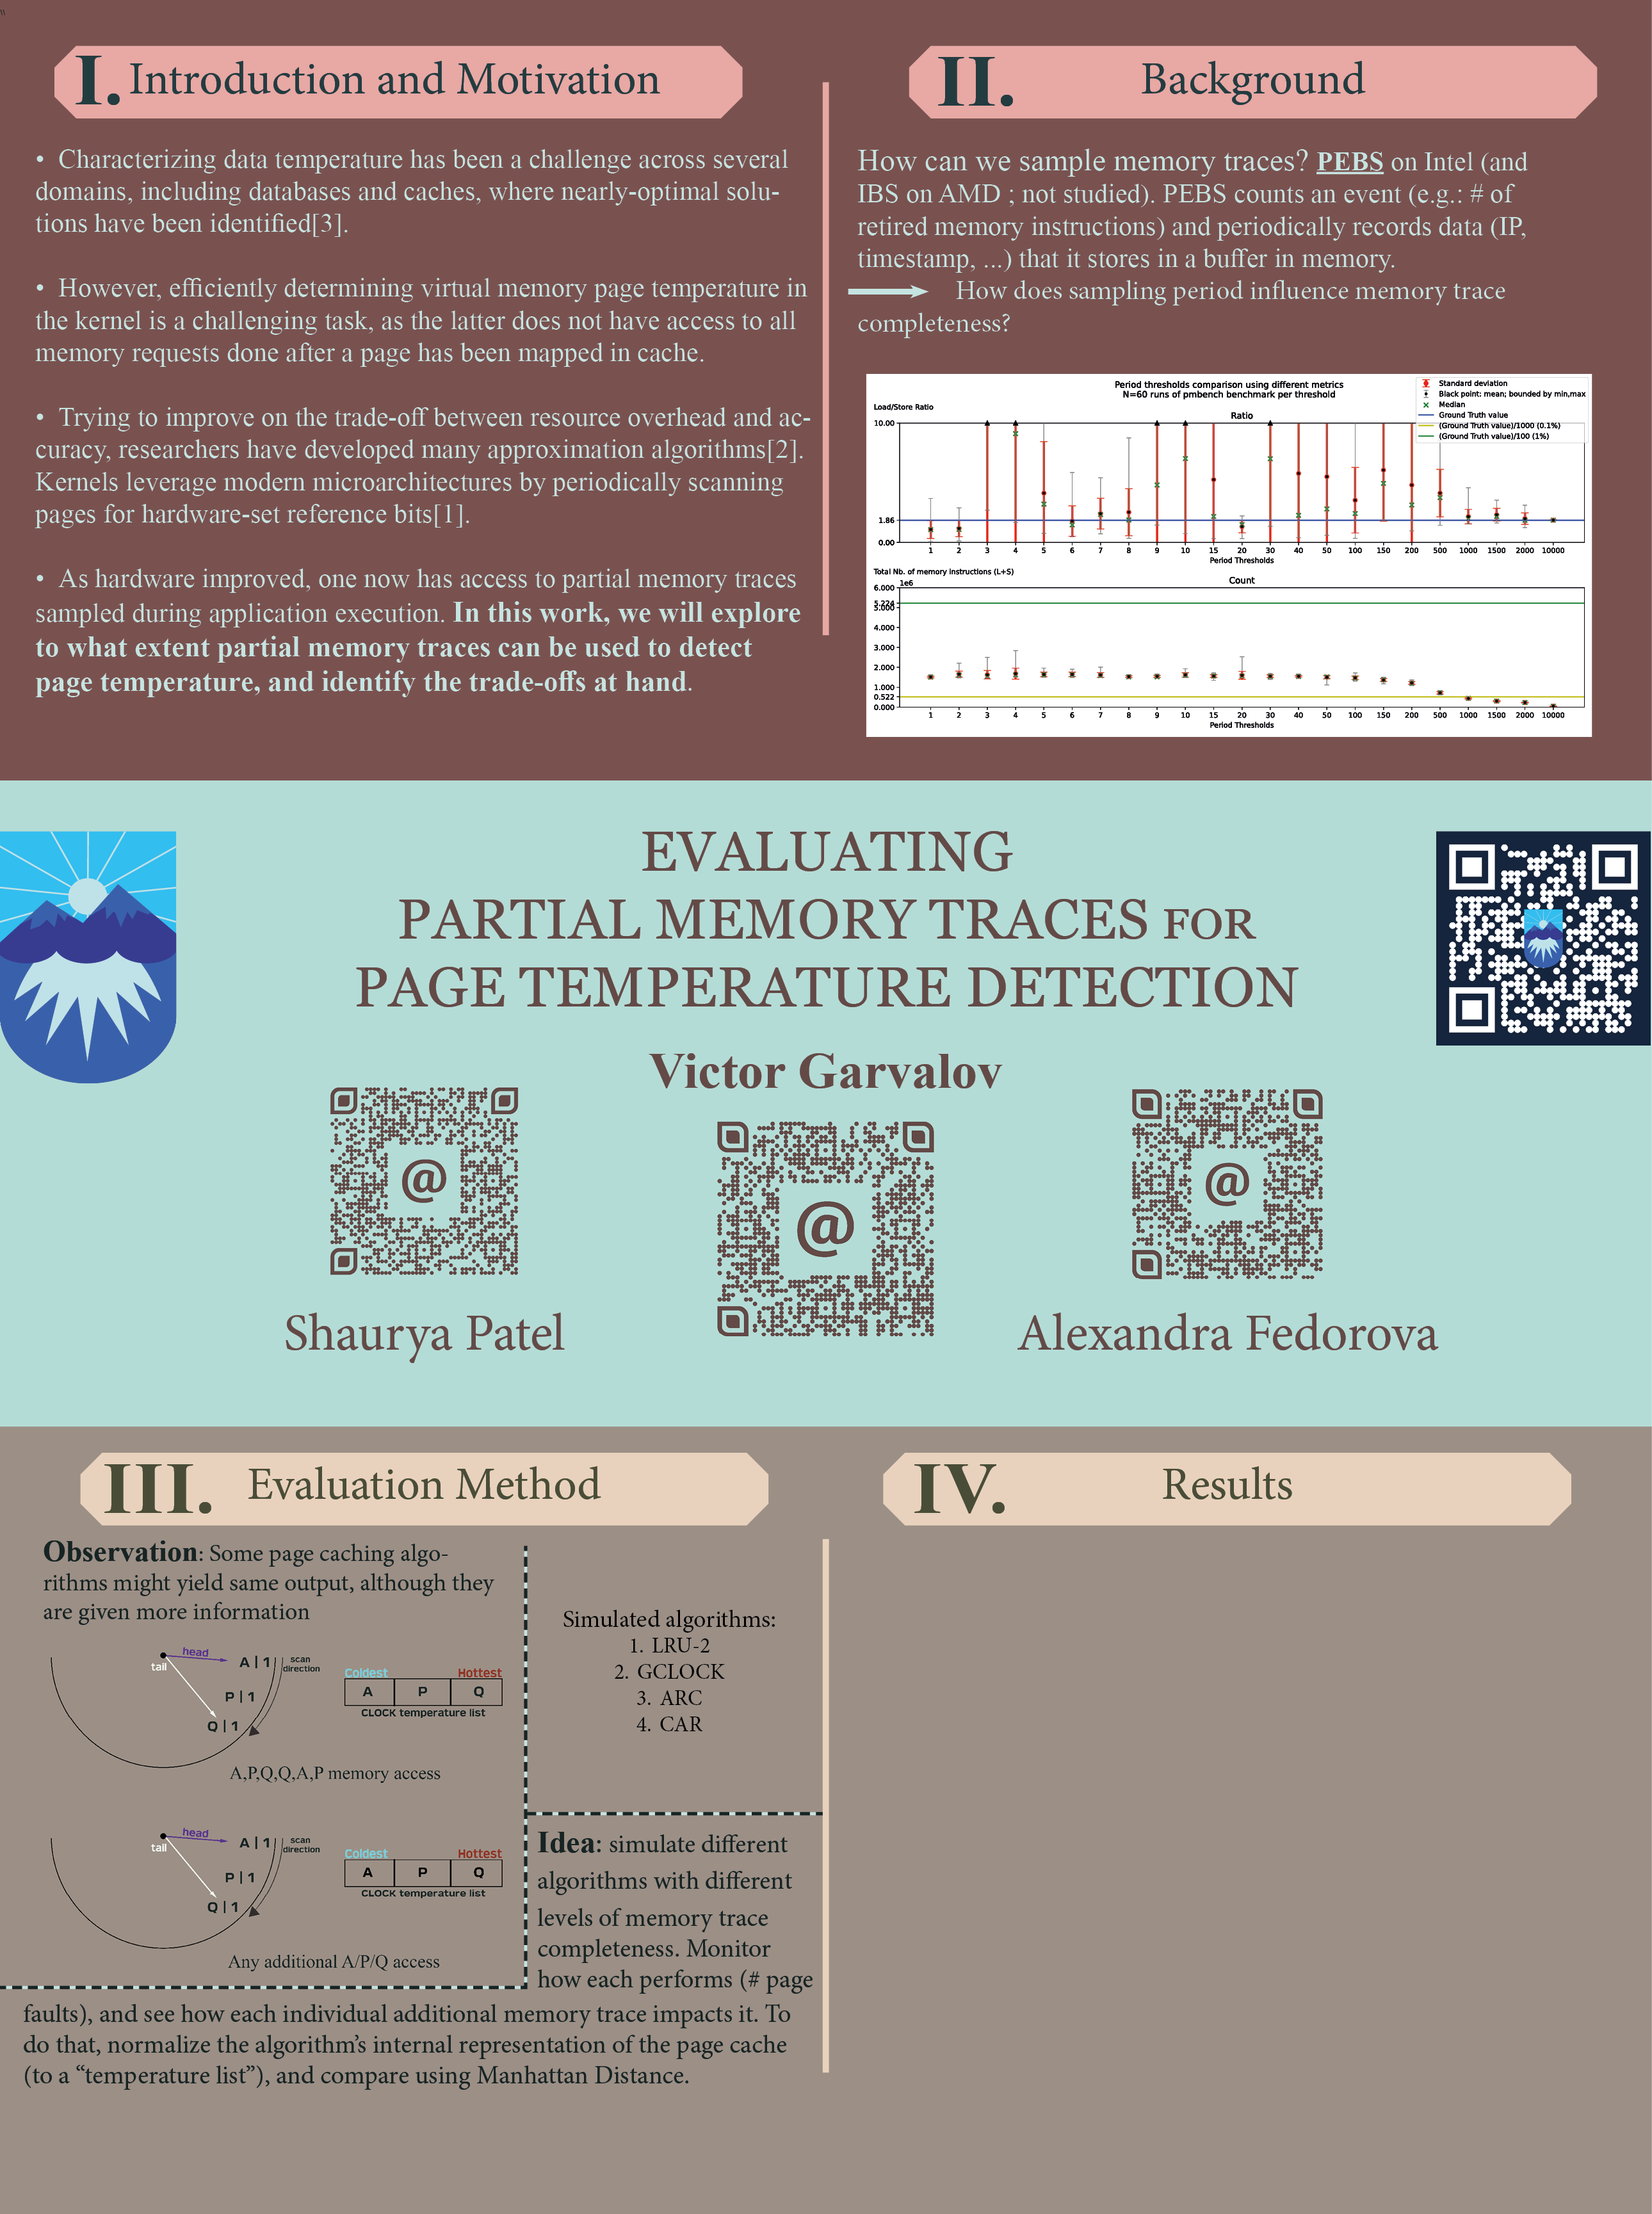 \\
I. Introduction and Motivation
• Characterizing data temperature has been a challenge across several
domains, including databases and caches, where nearly-optimal solu-
tions have been identified[3].
• However, efficiently determining virtual memory page temperature in
the kernel is a challenging task, as the latter does not have access to all
memory requests done after a page has been mapped in cache.
• Trying to improve on the trade-off between resource overhead and ac-
curacy, researchers have developed many approximation algorithms[2].
Kernels leverage modern microarchitectures by periodically scanning
pages for hardware-set reference bits[1].
• As hardware improved, one now has access to partial memory traces
sampled during application execution. In this work, we will explore
to what extent partial memory traces can be used to detect
page temperature, and identify the trade-offs at hand.
II. Background
How can we sample memory traces? PEBS on Intel (and
IBS on AMD ; not studied). PEBS counts an event (e.g.: # of
retired memory instructions) and periodically records data (IP,
timestamp, ...) that it stores in a buffer in memory.
How does sampling period influence memory trace
completeness?
Period thresholds comparison using different metrics
N=60 runs of pmbench benchmark per threshold
Standard deviation
Black point: mean; bounded by min,max
Median
Ground Truth value
(Ground Truth value)/1000 (0.1%)
(Ground Truth value)/100 (1%)
Load/Store Ratio
Ratio
10.00
1.86
0.00
1 2 3 4 5 6 7 8 9 10 15 20 30 40 50 100 150 200 500 1000 1500 2000 10000
Period Thresholds
Total Nb. of memory instructions (L+S)
1e6
Count
6.000
5.224
5.000
4.000
3.000
2.000
1.000
0.522
0.000
1 2 3 4 5 6 7 8 9 10 15 20 30 40 50 100 150 200 500 1000 1500 2000 10000
Period Thresholds
EVALUATING
PARTIAL MEMORY TRACES FOR
PAGE TEMPERATURE DETECTION
Victor Garvalov
@
@
@
Shaurya Patel
Alexandra Fedorova
III. Evaluation Method
Observation: Some page caching algo-
rithms might yield same output, although they
are given more information
head
tail
A | 1
P | 1
Q | 1
scan
direction
Coldest Hottest
A P Q
CLOCK temperature list
A,P,Q,Q,A,P memory access
head
tail
A | 1
P | 1
Q | 1
scan
direction
Coldest Hottest
A P Q
CLOCK temperature list
Any additional A/P/Q access
Simulated algorithms:
1. LRU-2
2. GCLOCK
3. ARC
4. CAR
Idea: simulate different
algorithms with different
levels of memory trace
completeness. Monitor
how each performs (# page
faults), and see how each individual additional memory trace impacts it. To
do that, normalize the algorithm’s internal representation of the page cache
(to a “temperature list”), and compare using Manhattan Distance.
IV. Results